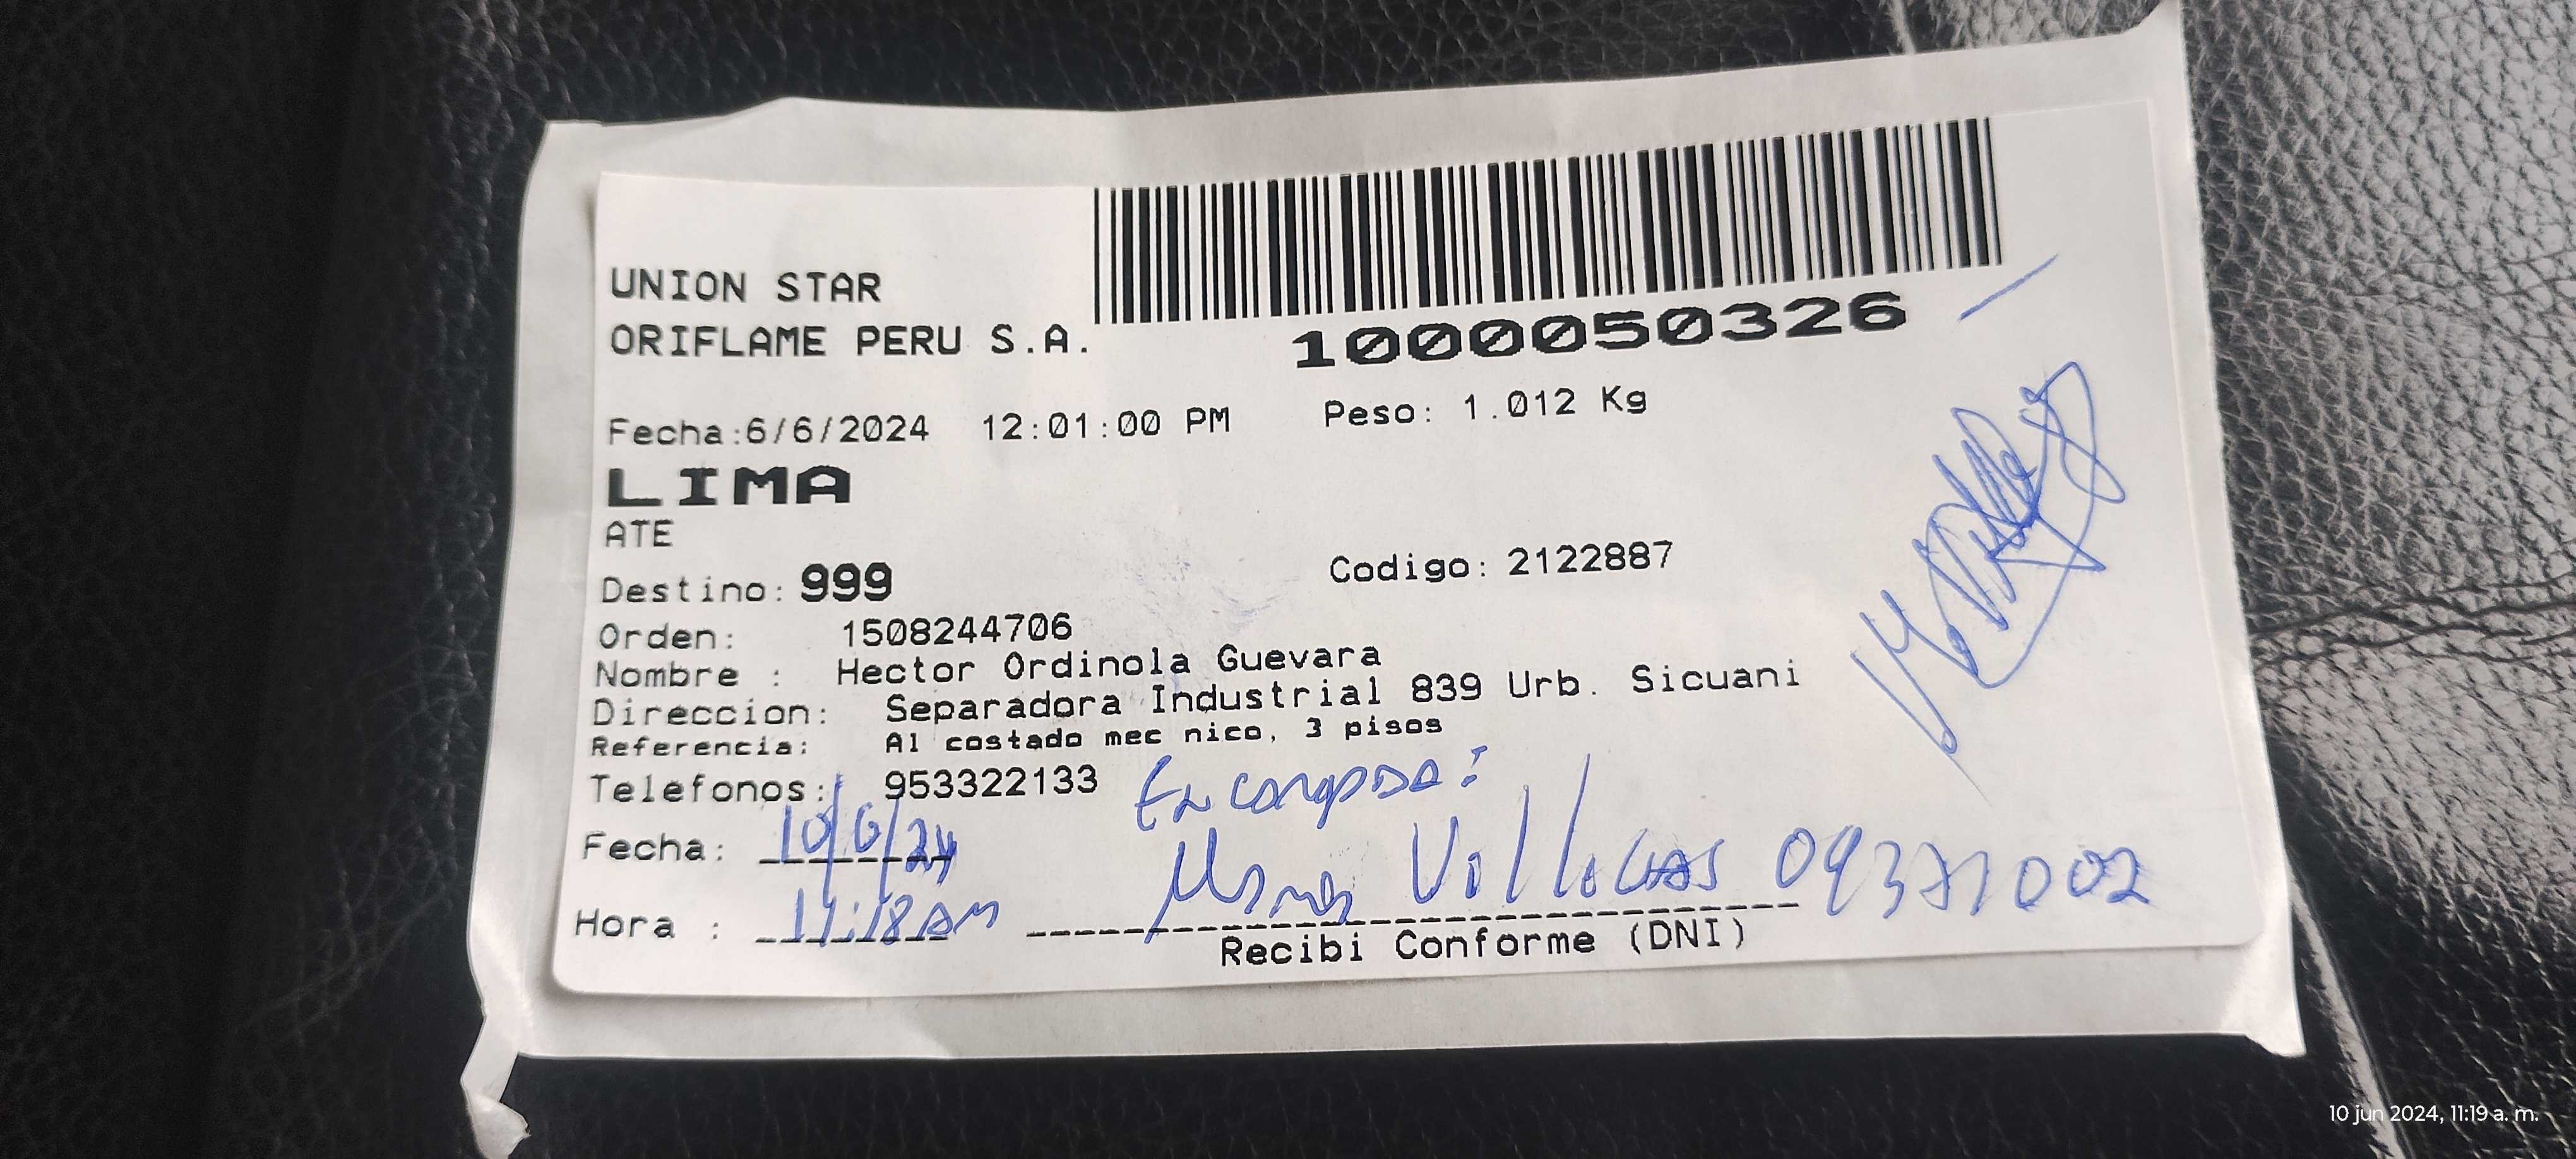 UNION STAR
ORIFLAME PERU S.A.
1000050326
Fecha:6/6/2024 12:01:00 PM Peso: 1.012 Kg
LIMA
ATE
Destino: 999 Codigo: 2122887
Orden: 1508244706
Nombre : Hector Ordinola Guevara
Direccion: Separadora Industrial 839 Urb. Sicuani
Referencia: Al costado mec nico, 3 pisos
Telefonos: 953322133
Fecha: 10/6/24
Hora : 11:18 AM
Recibi Conforme (DNI)
10 jun 2024, 11:19 a. m.